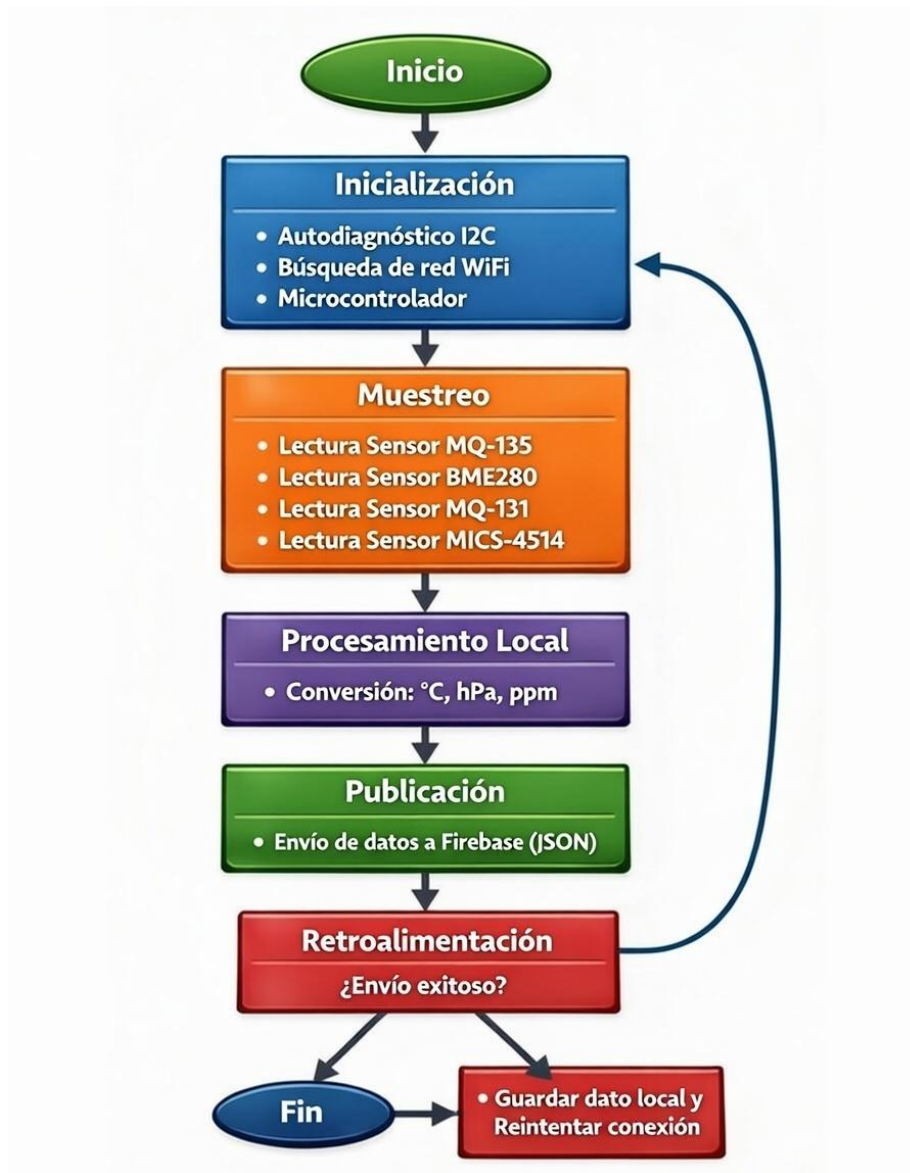 Inicio
Inicialización
• Autodiagnóstico I2C
• Búsqueda de red WiFi
• Microcontrolador
Muestreo
• Lectura Sensor MQ-135
• Lectura Sensor BME280
• Lectura Sensor MQ-131
• Lectura Sensor MICS-4514
Procesamiento Local
• Conversión: °C, hPa, ppm
Publicación
• Envío de datos a Firebase (JSON)
Retroalimentación
¿Envío exitoso?
Fin
• Guardar dato local y
Reintentar conexión